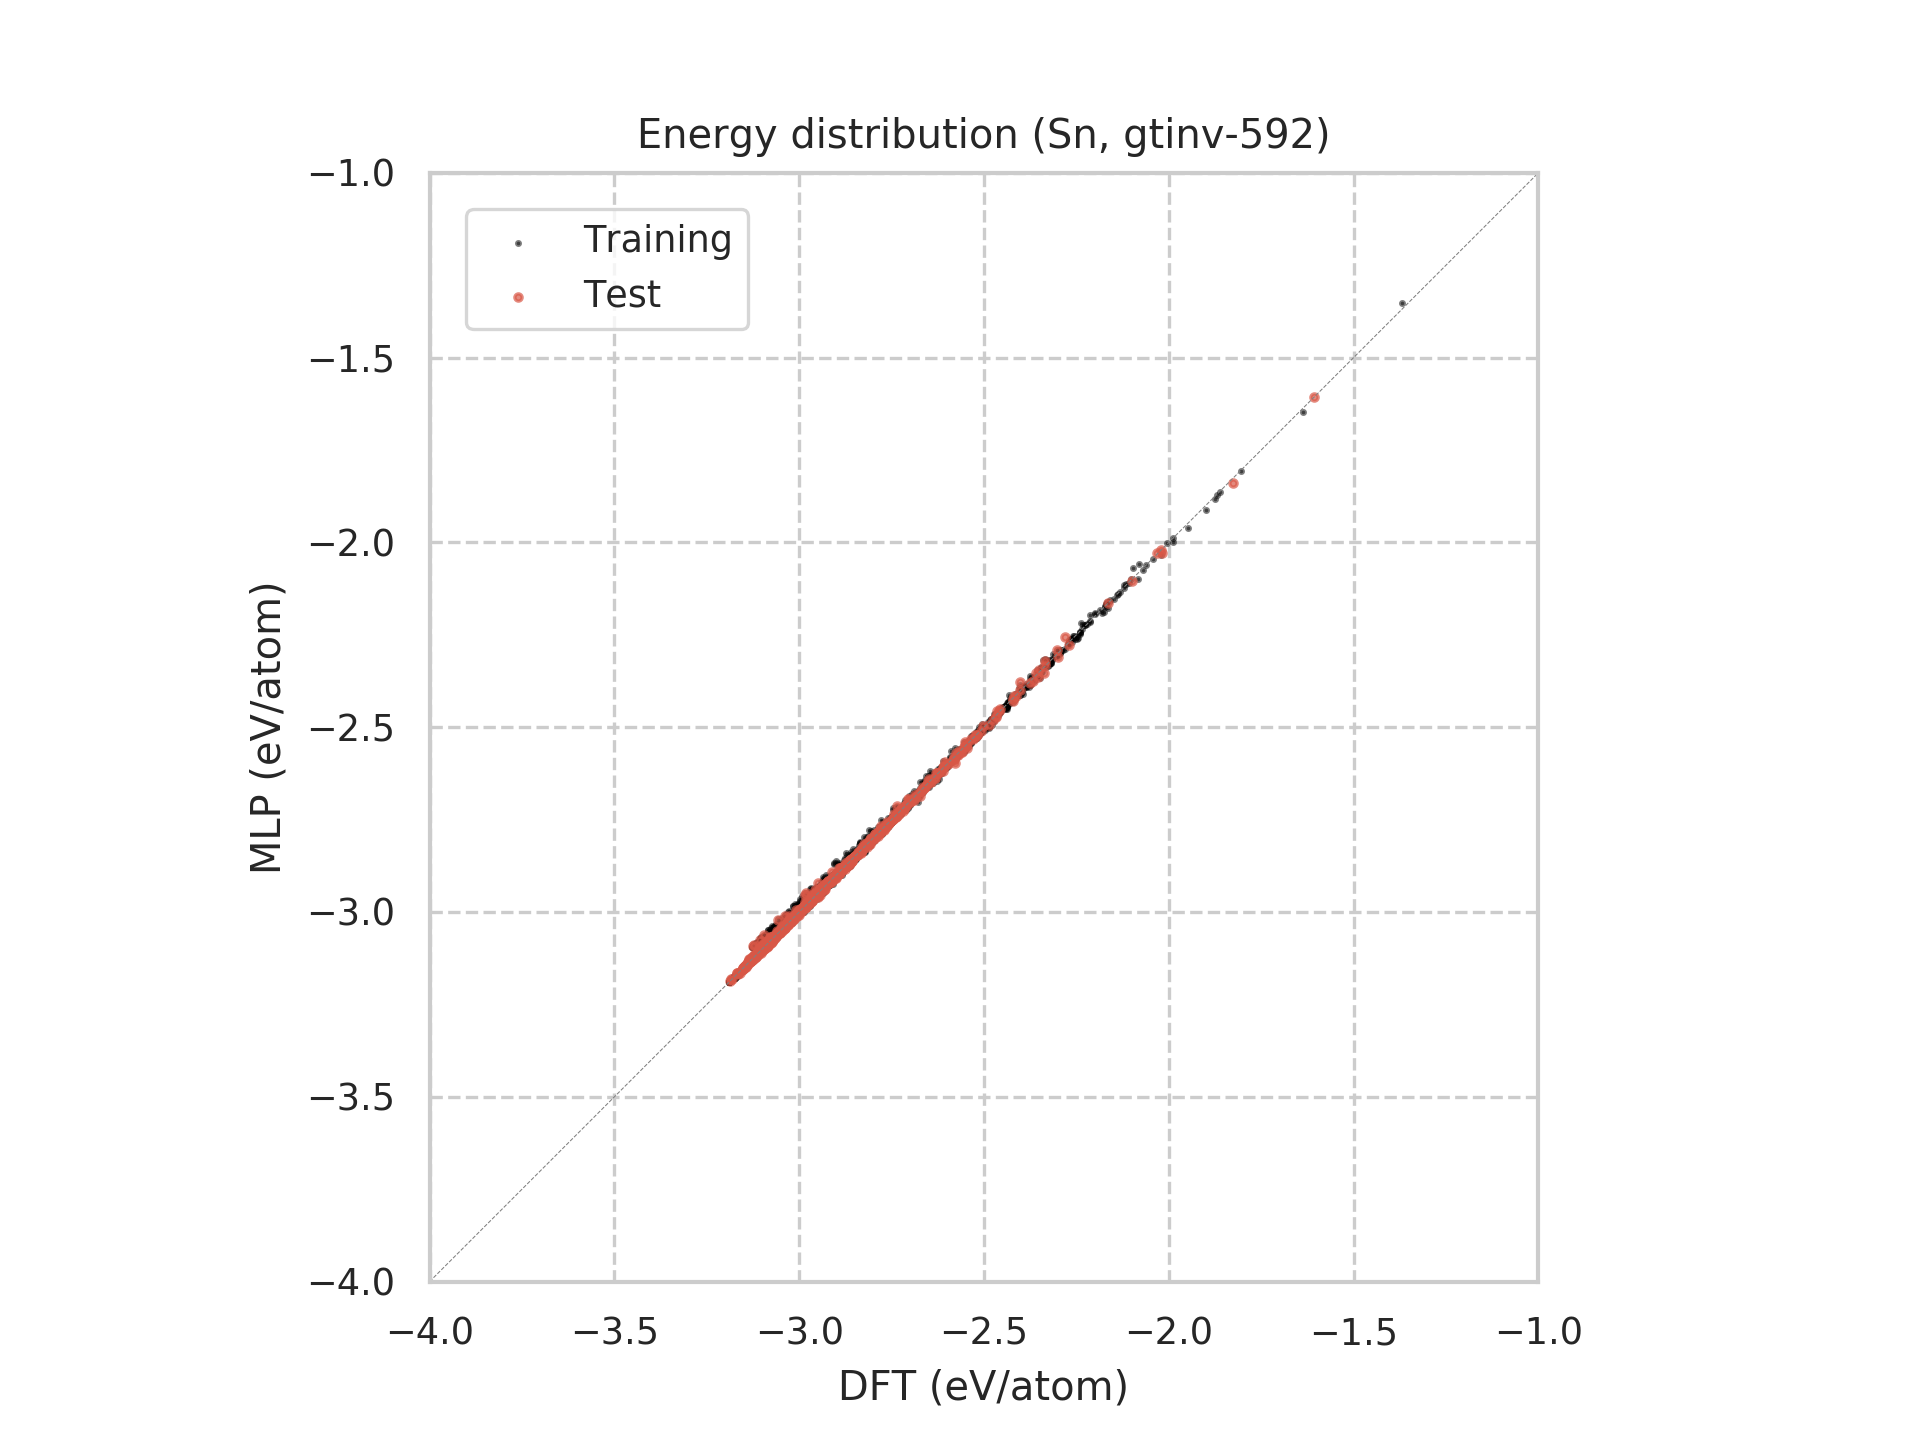 Energy distribution (Sn, gtinv-592)
−1.0
Training
Test
−1.5
−2.0
−2.5
MLP (eV/atom)
−3.0
−3.5
−4.0
−4.0 −3.5 −3.0 −2.5 −2.0 −1.5 −1.0
DFT (eV/atom)